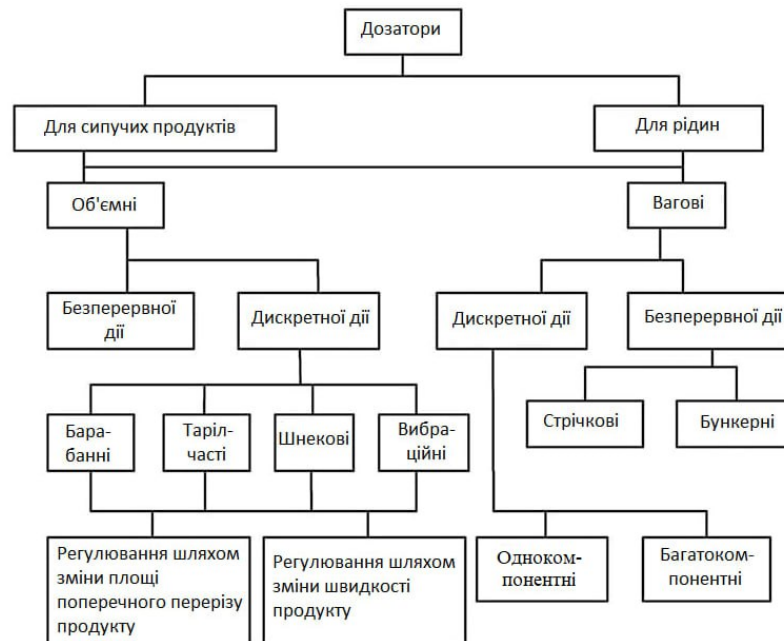 Дозатори
Для сипучих продуктів
Для рідин
Об'ємні
Вагові
Безперервної
дії
Дискретної дії
Дискретної дії
Безперервної дії
Стрічкові
Бункерні
Бара-
банні
Таріл-
часті
Шнекові
Вибра-
ційні
Регулювання шляхом
зміни площі
поперечного перерізу
продукту
Регулювання шляхом
зміни швидкості
продукту
Одноком-
понентні
Багатоком-
понентні